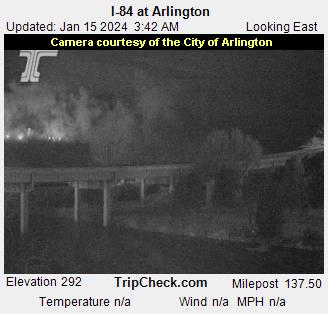 I-84 at Arlington
Updated: Jan 15 2024 3:42 AM Looking East
Camera courtesy of the City of Arlington
Elevation 292 TripCheck.com Milepost 137.50
Temperature n/a Wind n/a MPH n/a